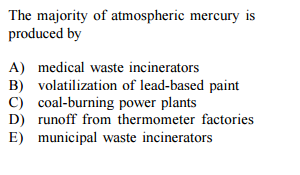 The majority of atmospheric mercury is
produced by
A) medical waste incinerators
B) volatilization of lead-based paint
C) coal-burning power plants
D) runoff from thermometer factories
E) municipal waste incinerators